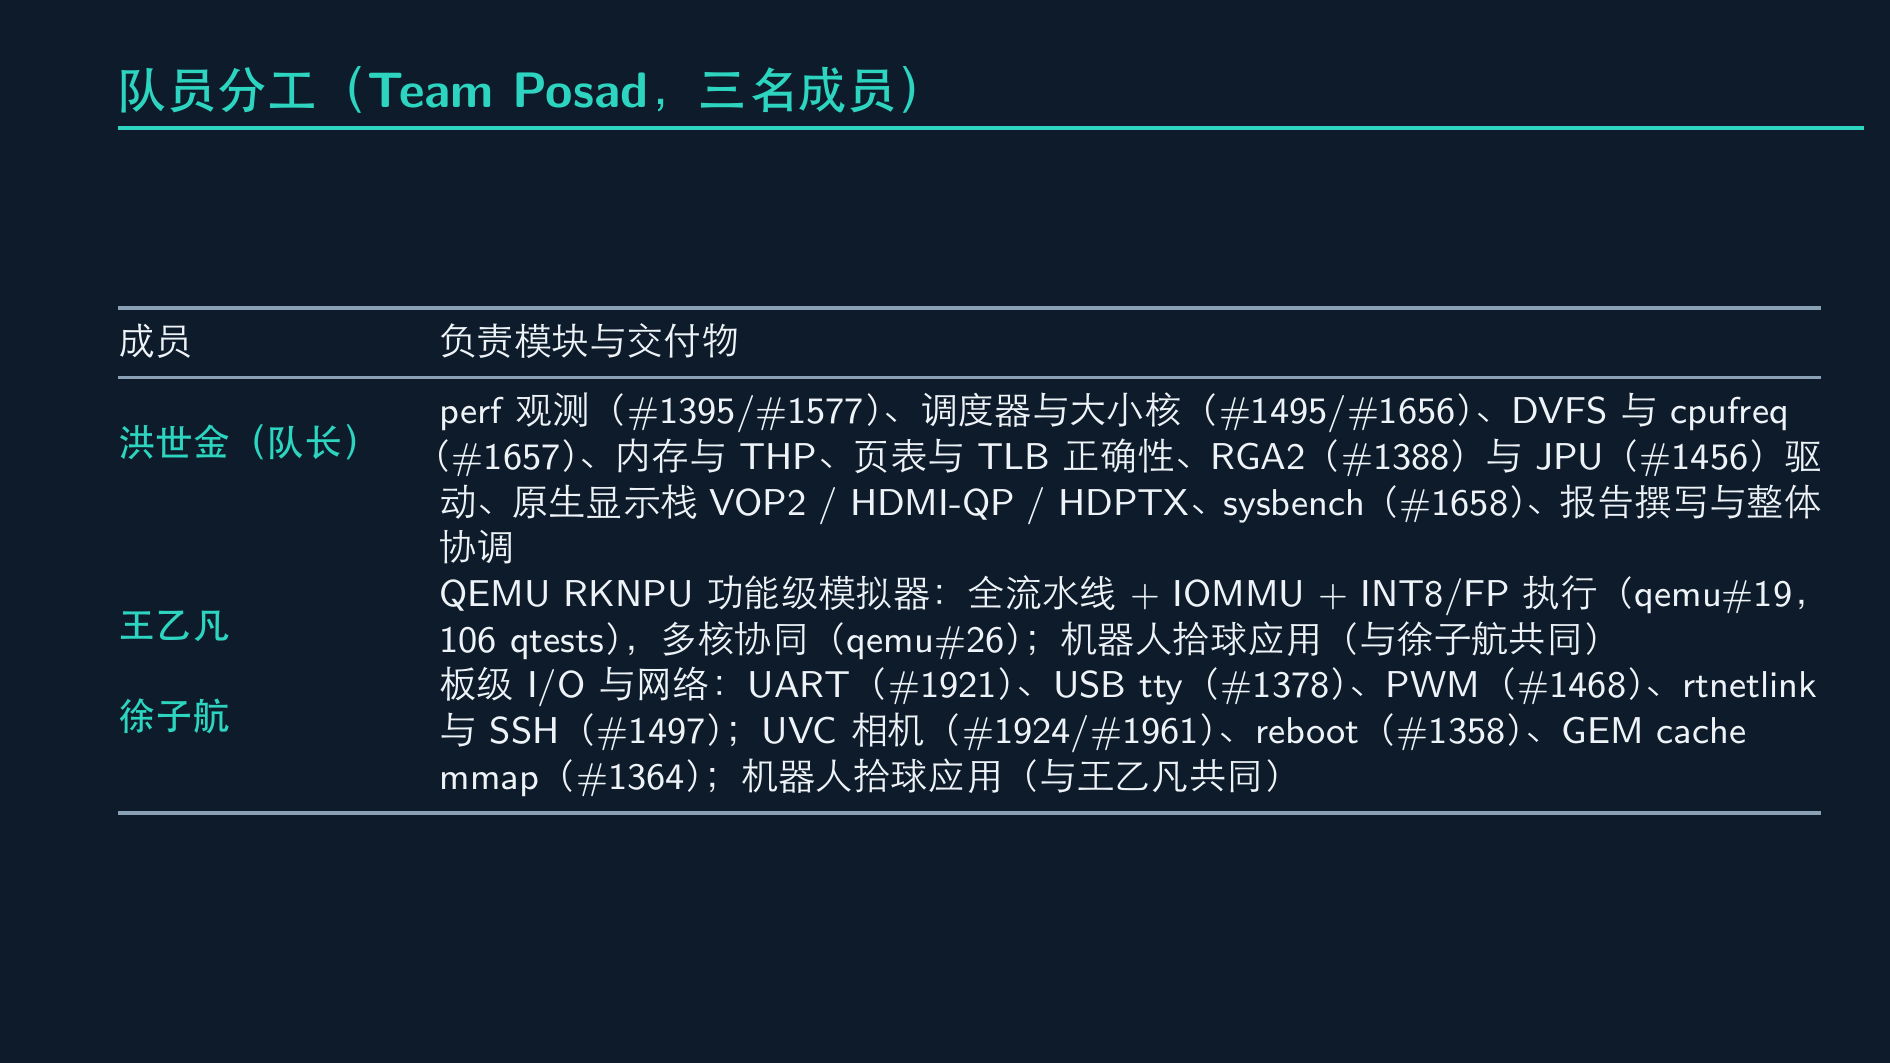 队员分工（Team Posad，三名成员）
成员 负责模块与交付物
洪世金（队长）
perf 观测（#1395/#1577）、调度器与大小核（#1495/#1656）、DVFS 与 cpufreq
（#1657）、内存与 THP、页表与 TLB 正确性、RGA2（#1388）与 JPU（#1456）驱
动、原生显示栈 VOP2 / HDMI-QP / HDPTX、sysbench（#1658）、报告撰写与整体
协调
王乙凡
QEMU RKNPU 功能级模拟器：全流水线 + IOMMU + INT8/FP 执行（qemu#19，
106 qtests），多核协同（qemu#26）；机器人拾球应用（与徐子航共同）
徐子航
板级 I/O 与网络：UART（#1921）、USB tty（#1378）、PWM（#1468）、rtnetlink
与 SSH（#1497）；UVC 相机（#1924/#1961）、reboot（#1358）、GEM cache
mmap（#1364）；机器人拾球应用（与王乙凡共同）